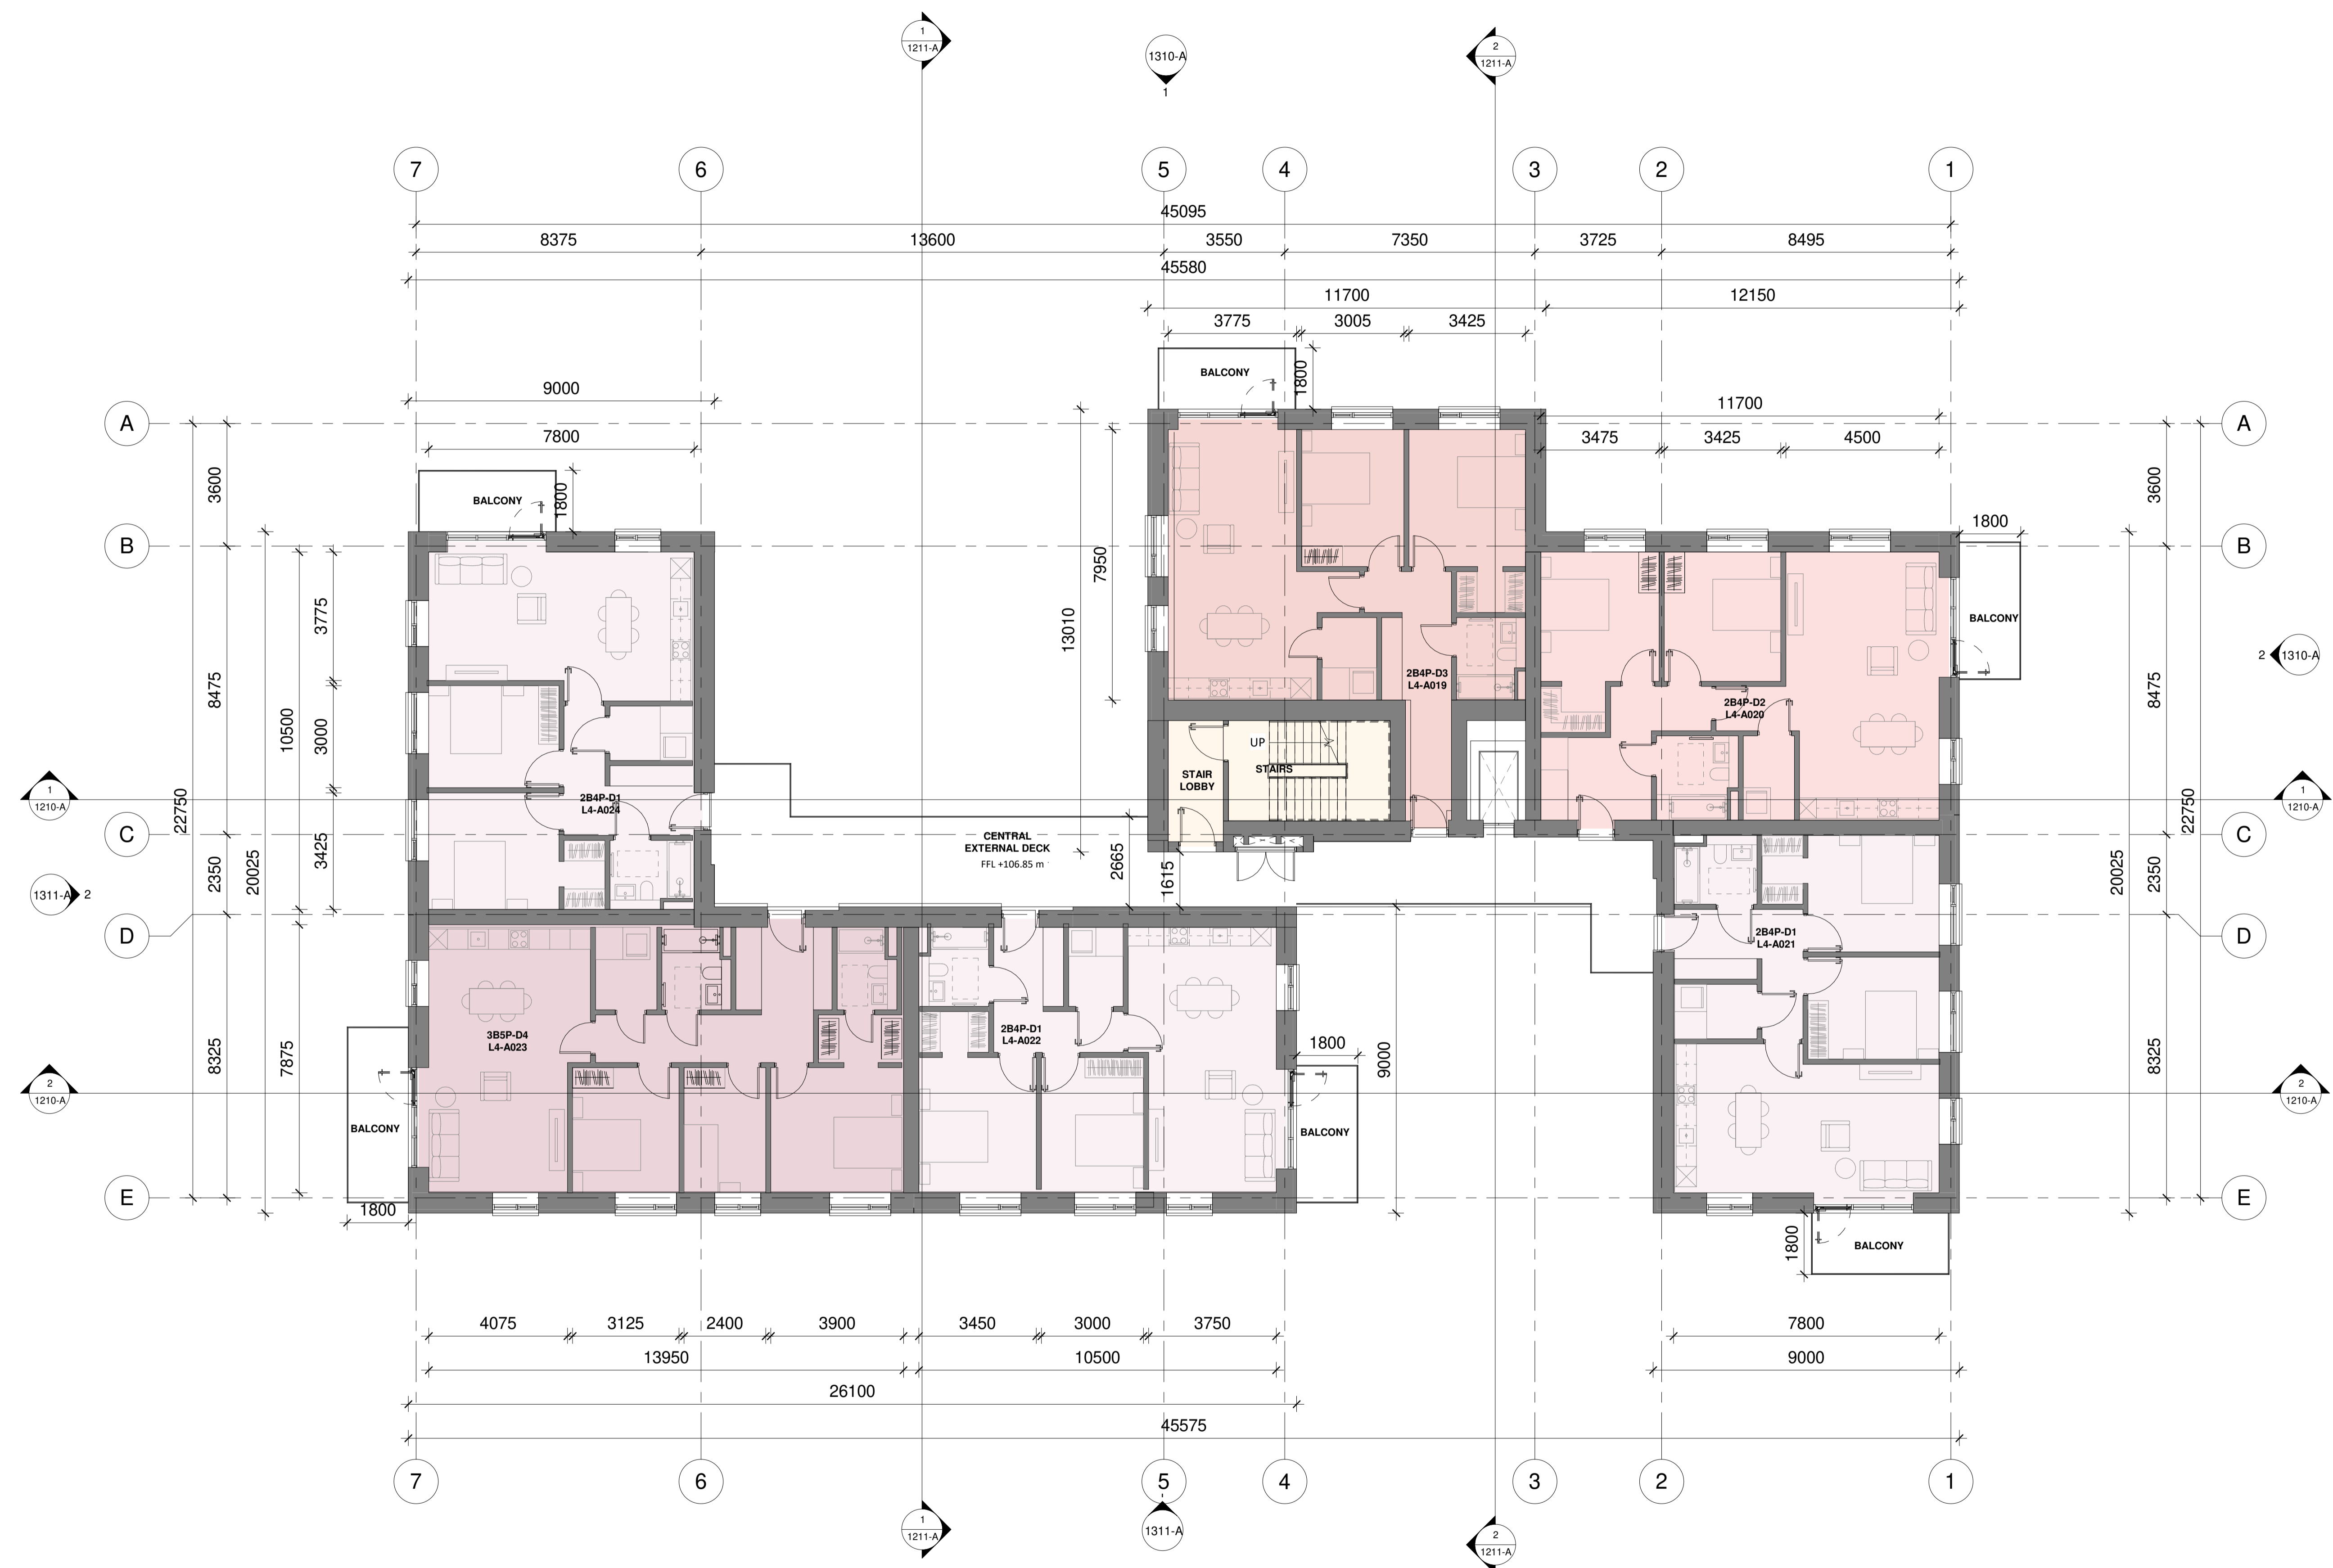 1
1211-A
1310-A
1
2
1211-A
7
6
5
4
3
2
1
45095
8375
13600
3550
7350
3725
8495
45580
11700
12150
3775
3005
3425
BALCONY
1800
9000
11700
A
A
7800
3475
3425
4500
3600
3600
BALCONY
1800
1800
B
B
7950
BALCONY
3775
13010
2
1310-A
8475
8475
2B4P-D3
L4-A019
2B4P-D2
L4-A020
10500
3000
UP
STAIRS
STAIR
LOBBY
1
1210-A
2B4P-D1
L4-A024
1
1210-A
22750
22750
C
C
CENTRAL
EXTERNAL DECK
FFL +106.85 m
3425
2665
1615
2350
20025
20025
2350
1311-A
2
D
D
2B4P-D1
L4-A021
3B5P-D4
L4-A023
2B4P-D1
L4-A022
1800
8325
7875
9000
8325
2
1210-A
2
1210-A
BALCONY
BALCONY
E
E
1800
1800
BALCONY
4075
3125
2400
3900
3450
3000
3750
7800
13950
10500
9000
26100
45575
7
6
5
4
3
2
1
1
1211-A
1311-A
2
1211-A